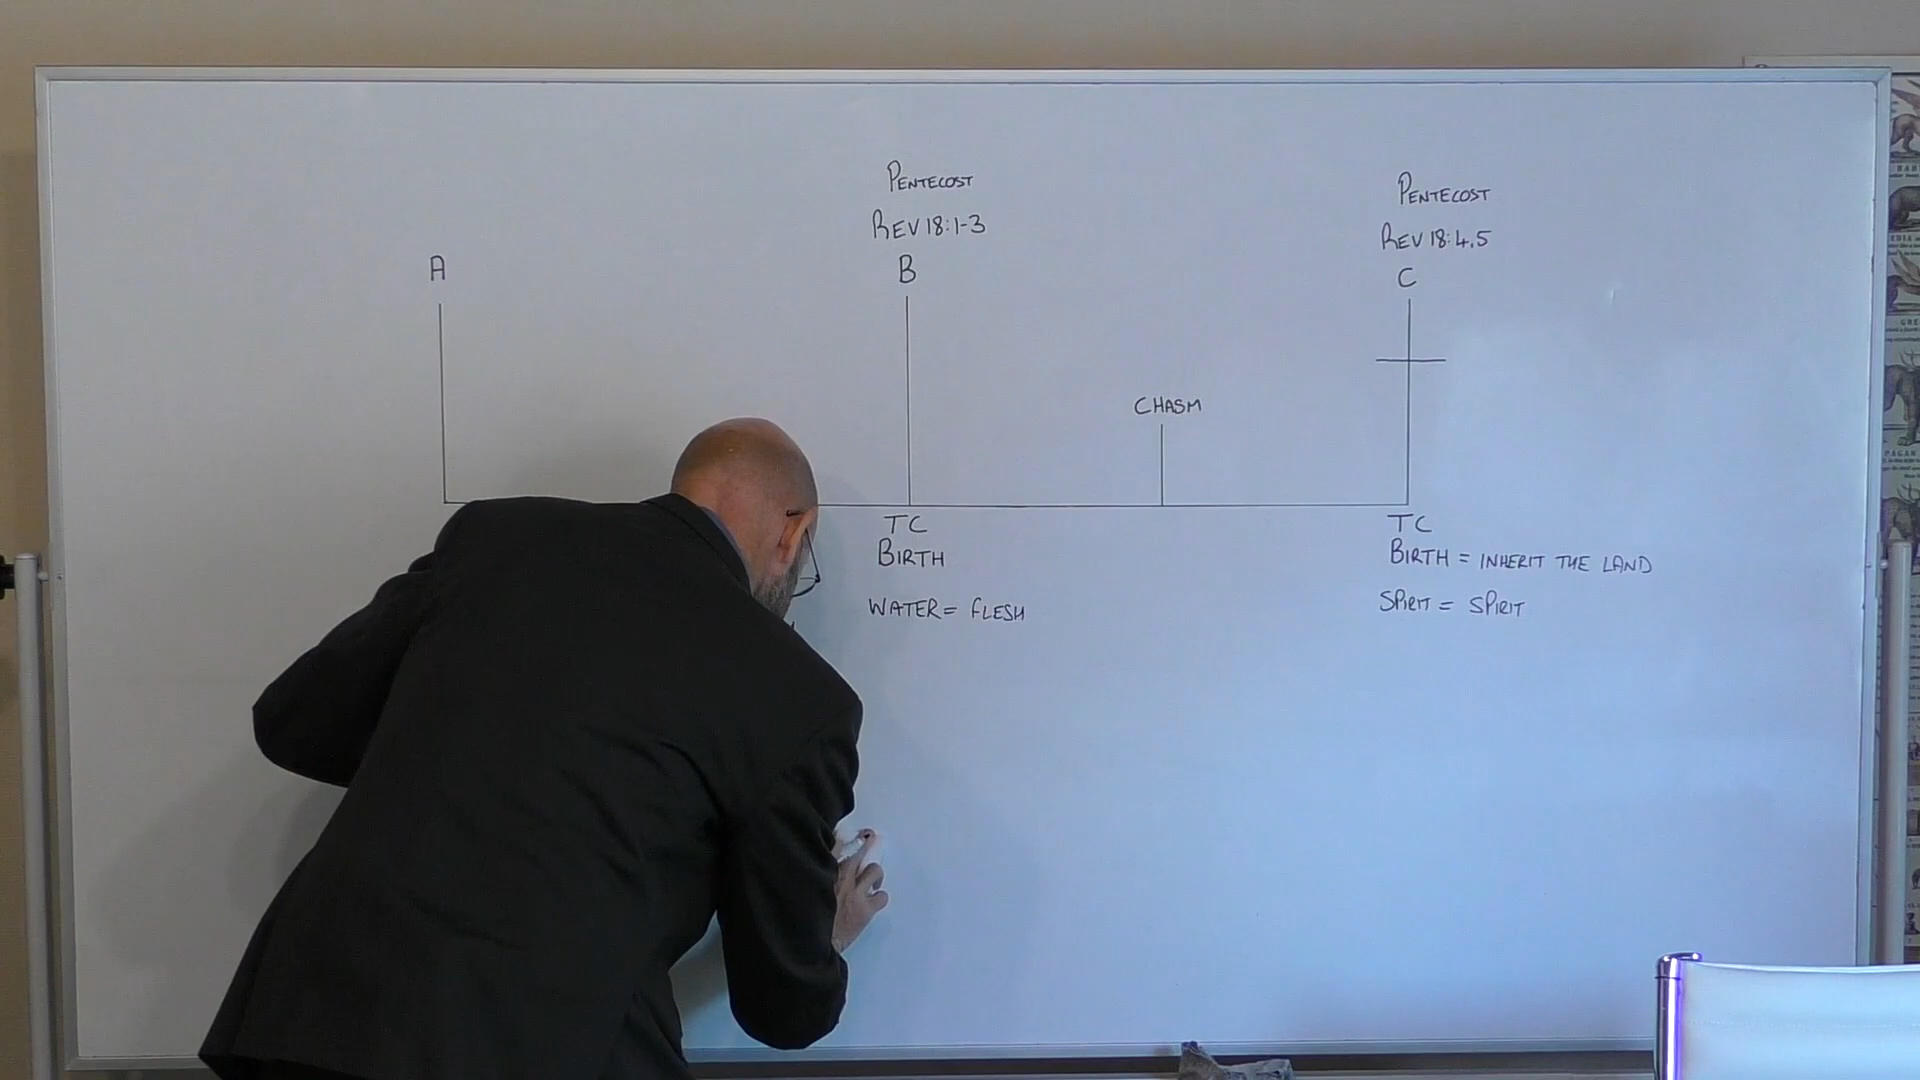 PENTECOST
REV 18:1-3
B
PENTECOST
REV 18:4,5
C
A
CHASM
TC
BIRTH
WATER = FLESH
TC
BIRTH = INHERIT THE LAND
SPIRIT = SPIRIT